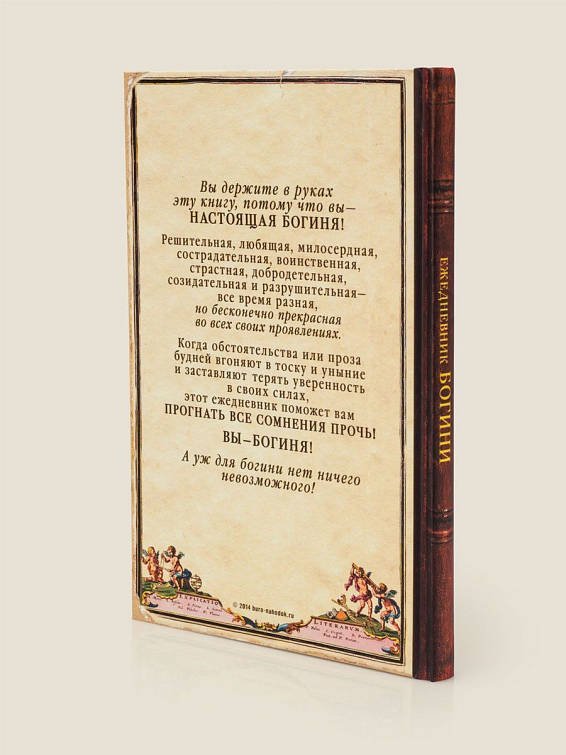 Вы держите в руках
эту книгу, потому что вы—
НАСТОЯЩАЯ БОГИНЯ!
Решительная, любящая, милосердная,
сострадательная, воинственная,
страстная, добродетельная,
созидательная и разрушительная—
все время разная,
но бесконечно прекрасная
во всех своих проявлениях.
Когда обстоятельства или проза
будней вгоняют в тоску и уныние
и заставляют терять уверенность
в своих силах,
этот ежедневник поможет вам
ПРОГНАТЬ ВСЕ СОМНЕНИЯ ПРОЧЬ!
ВЫ—БОГИНЯ!
А уж для богини нет ничего
невозможного!
EXPLICATIO
© 2014 buro-nahodok.ru
LITERARUM.
ЕЖЕДНЕВНИК БОГИНИ